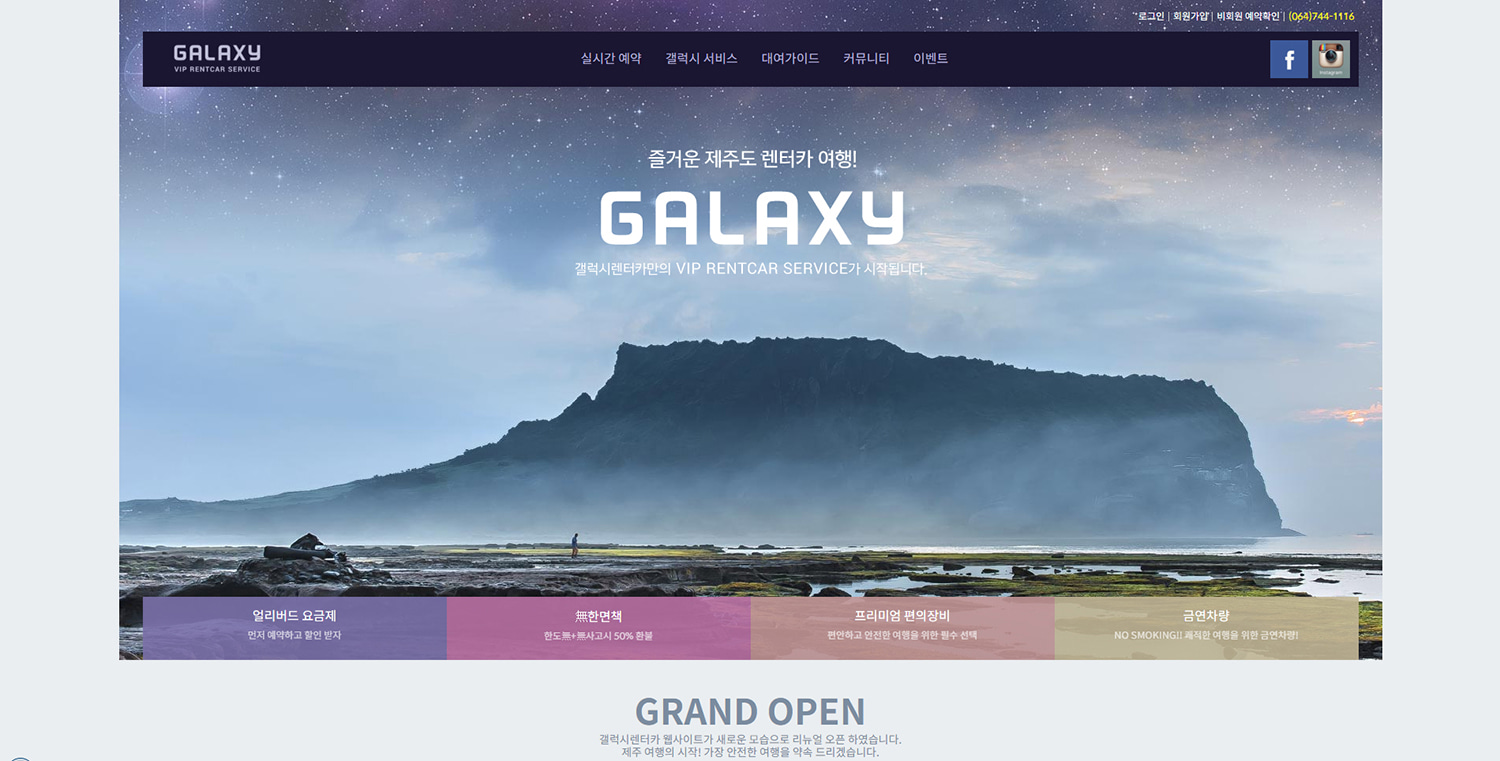 로그인 | 회원가입 | 비회원 예약확인 | (064)744-1116
GALAXY
VIP RENTCAR SERVICE
실시간 예약 갤럭시 서비스 대여가이드 커뮤니티 이벤트
f
Instagram
즐거운 제주도 렌터카 여행!
GALAXY
갤럭시렌터카만의 VIP RENTCAR SERVICE가 시작됩니다.
얼리버드 요금제
먼저 예약하고 할인 받자
無한면책
한도無+無사고시 50% 환불
프리미엄 편의장비
편안하고 안전한 여행을 위한 필수 선택
금연차량
NO SMOKING!! 쾌적한 여행을 위한 금연차량!
GRAND OPEN
갤럭시렌터카 웹사이트가 새로운 모습으로 리뉴얼 오픈 하였습니다.
제주 여행의 시작! 가장 안전한 여행을 약속 드리겠습니다.